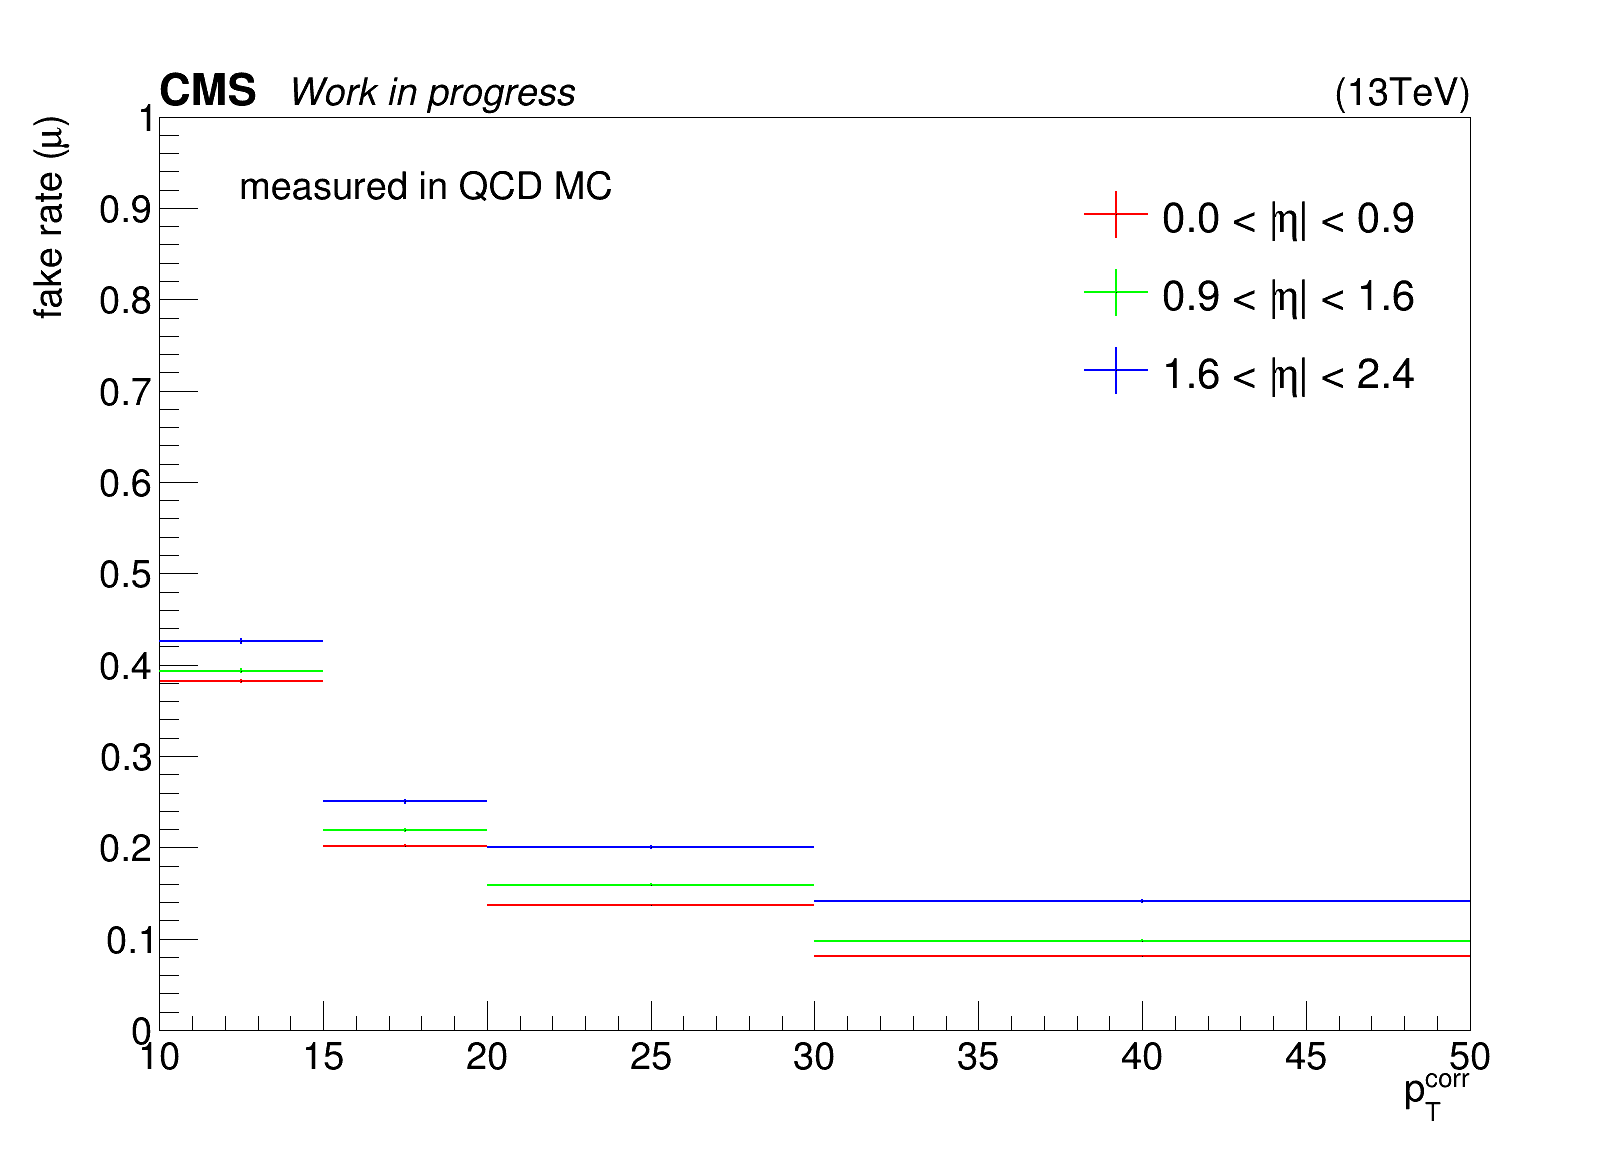 CMS Work in progress (13TeV)
fake rate (μ)
measured in QCD MC
0.0 < |η| < 0.9
0.9 < |η| < 1.6
1.6 < |η| < 2.4
1
0.9
0.8
0.7
0.6
0.5
0.4
0.3
0.2
0.1
0
10 15 20 25 30 35 40 45 50
p_T^corr